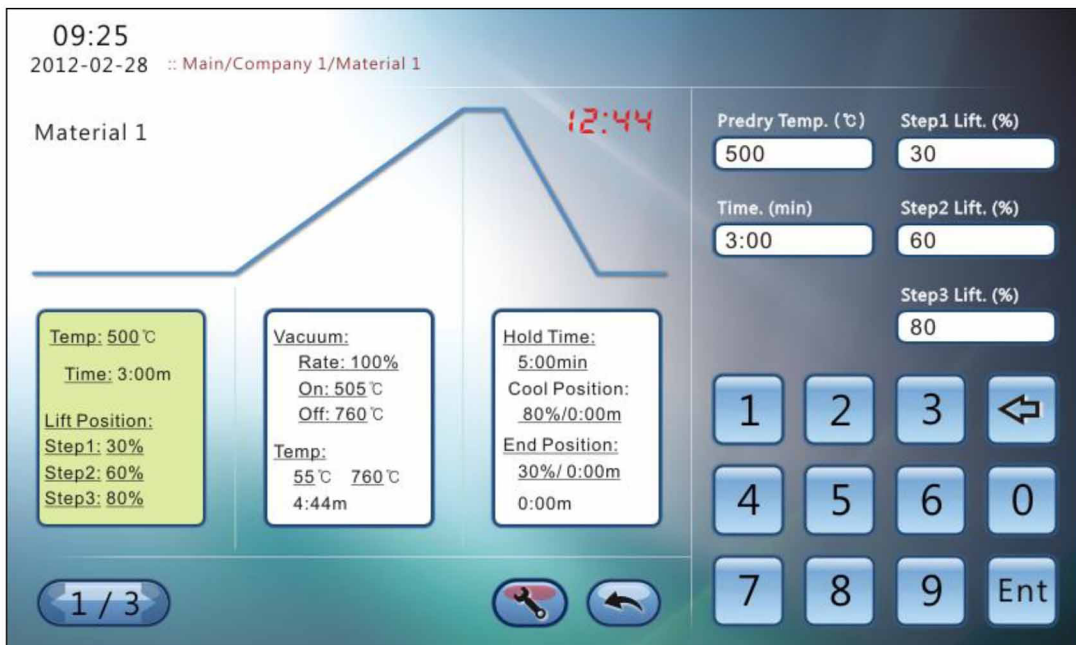 09:25
2012-02-28 :: Main/Company 1/Material 1
Material 1
12:44
Temp: 500 ℃
Time: 3:00m
Lift Position:
Step1: 30%
Step2: 60%
Step3: 80%
Vacuum:
Rate: 100%
On: 505 ℃
Off: 760 ℃
Temp:
55 ℃ 760 ℃
4:44m
Hold Time:
5:00min
Cool Position:
80%/0:00m
End Position:
30%/ 0:00m
0:00m
1 / 3
Predry Temp. (℃) Step1 Lift. (%)
500 30
Time. (min) Step2 Lift. (%)
3:00 60
Step3 Lift. (%)
80
1 2 3
4 5 6 0
7 8 9 Ent